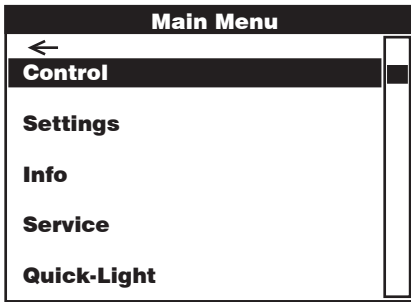 Main Menu
Control
Settings
Info
Service
Quick-Light